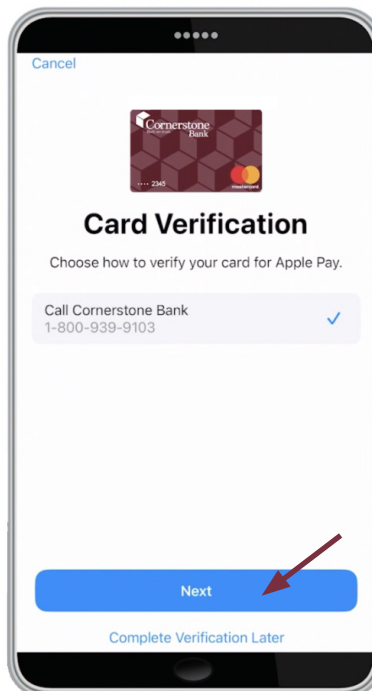 Cancel
Cornerstone
Bank
.... 2345
mastercard
Card Verification
Choose how to verify your card for Apple Pay.
Call Cornerstone Bank
1-800-939-9103
Next
Complete Verification Later